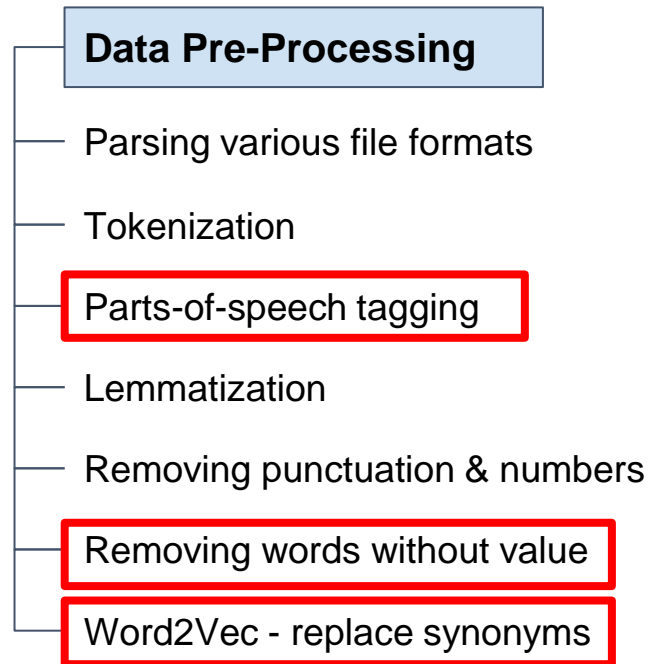 Data Pre-Processing
Parsing various file formats
Tokenization
Parts-of-speech tagging
Lemmatization
Removing punctuation & numbers
Removing words without value
Word2Vec - replace synonyms